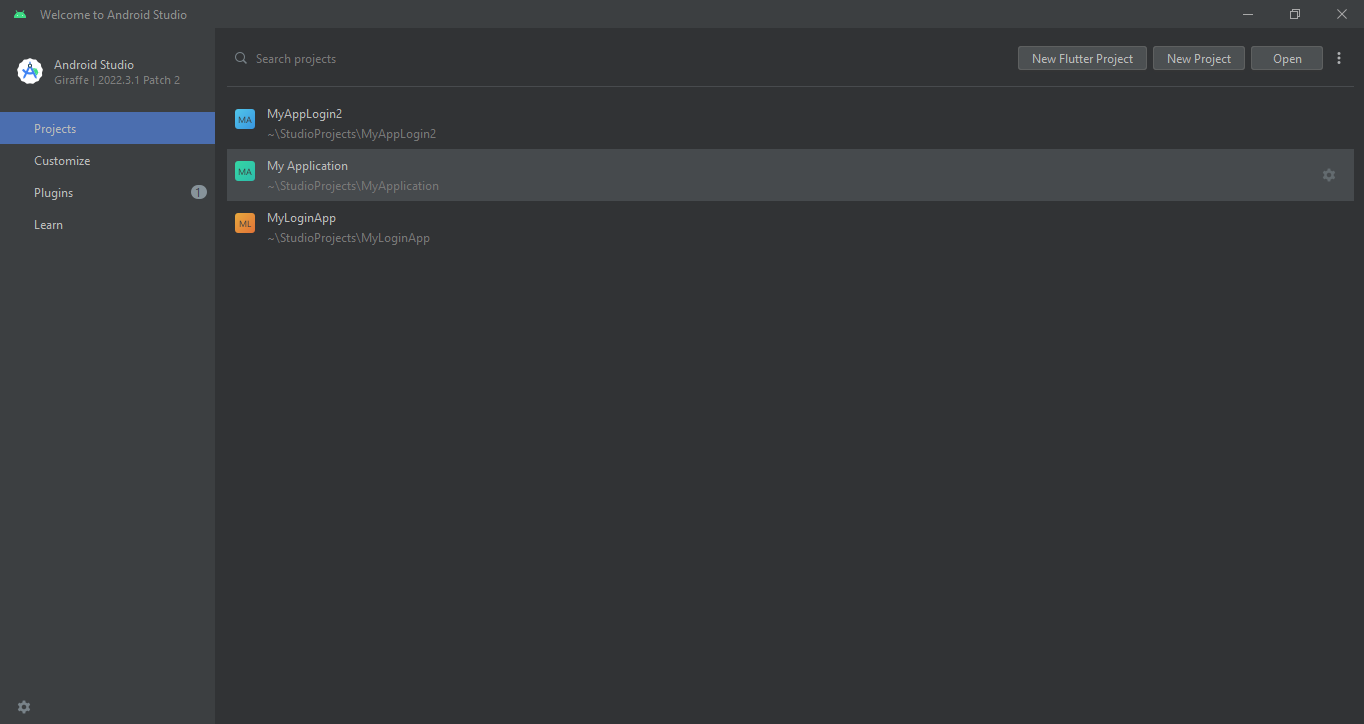 Welcome to Android Studio
Android Studio
Giraffe | 2022.3.1 Patch 2
Projects
Customize
Plugins 1
Learn
Search projects
New Flutter Project New Project Open
MA MyAppLogin2
~\StudioProjects\MyAppLogin2
MA My Application
~\StudioProjects\MyApplication
ML MyLoginApp
~\StudioProjects\MyLoginApp